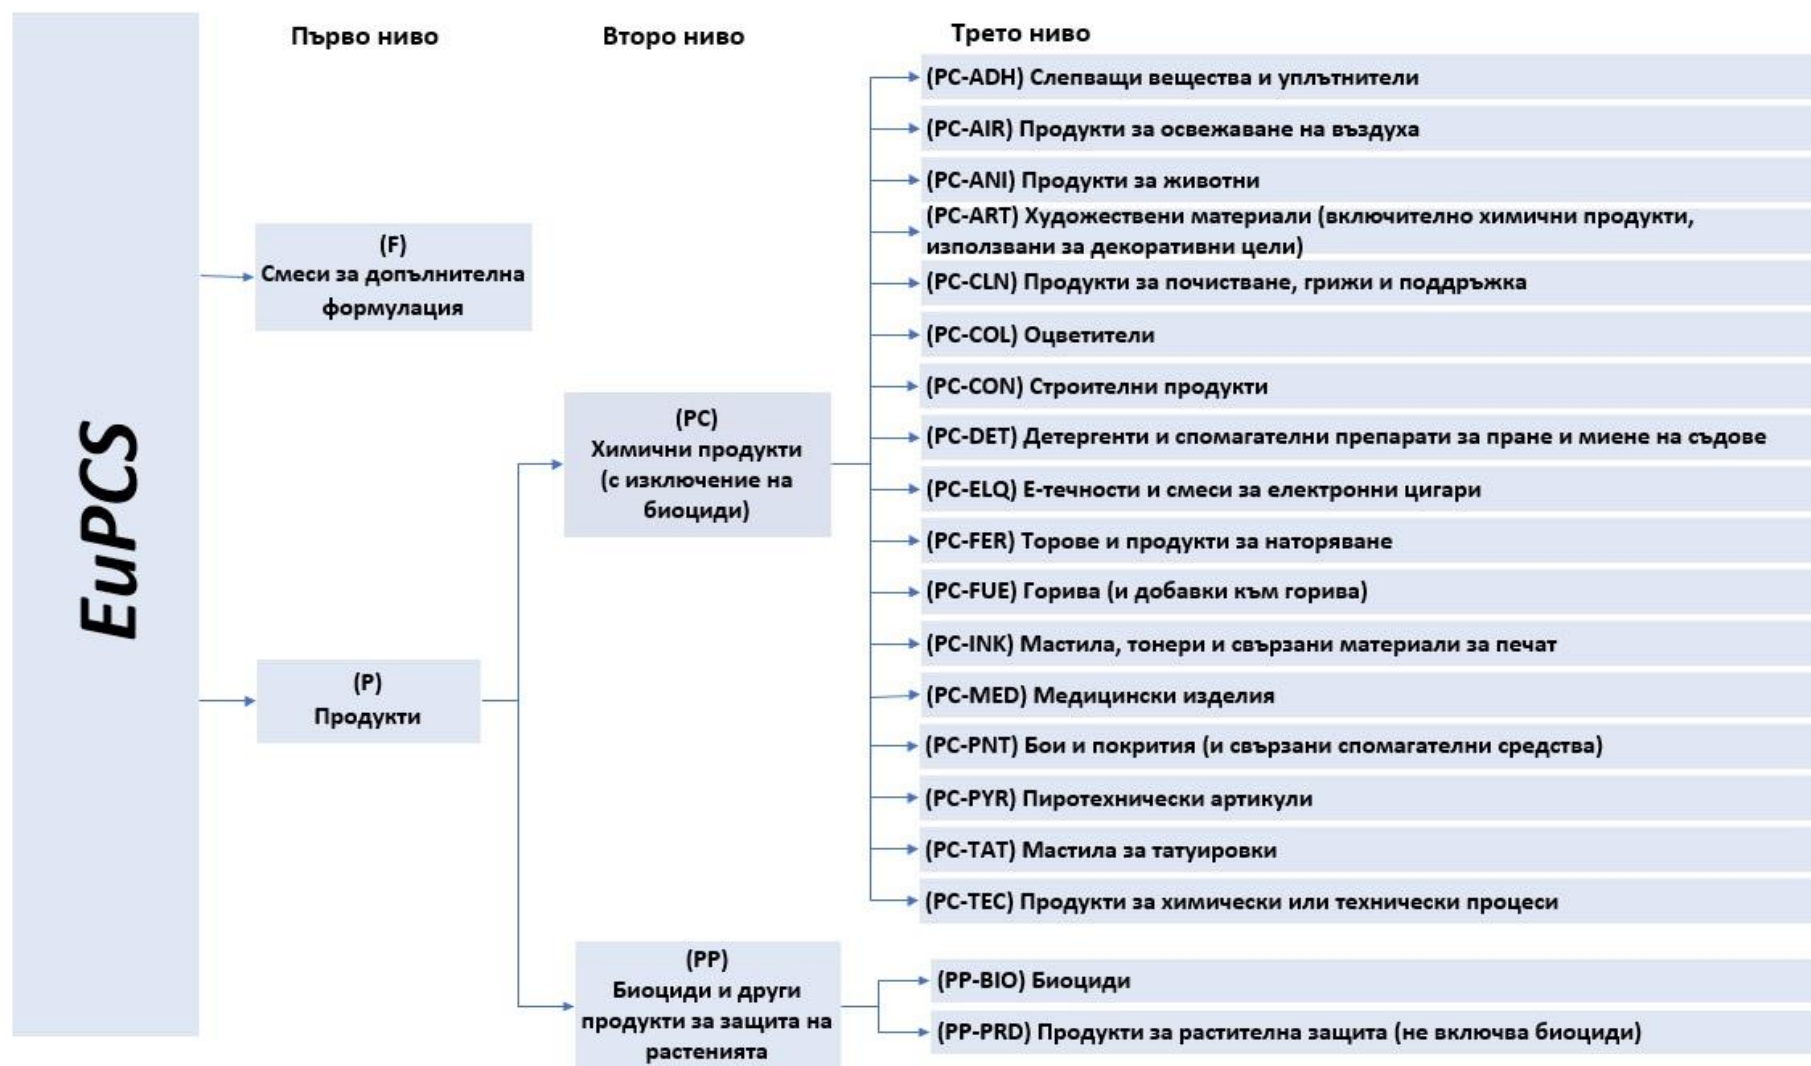 EuPCS
Първо ниво
Второ ниво
Трето ниво
(F)
Смеси за допълнителна
формулация
(P)
Продукти
(PC)
Химични продукти
(с изключение на
биоциди)
(PP)
Биоциди и други
продукти за защита на
растенията
(PC-ADH) Слепващи вещества и уплътнители
(PC-AIR) Продукти за освежаване на въздуха
(PC-ANI) Продукти за животни
(PC-ART) Художествени материали (включително химични продукти,
използвани за декоративни цели)
(PC-CLN) Продукти за почистване, грижи и поддръжка
(PC-COL) Оцветители
(PC-CON) Строителни продукти
(PC-DET) Детергенти и спомагателни препарати за пране и миене на съдове
(PC-ELQ) Е-течности и смеси за електронни цигари
(PC-FER) Торове и продукти за наторяване
(PC-FUE) Горива (и добавки към горива)
(PC-INK) Мастила, тонери и свързани материали за печат
(PC-MED) Медицински изделия
(PC-PNT) Бои и покрития (и свързани спомагателни средства)
(PC-PYR) Пиротехнически артикули
(PC-TAT) Мастила за татуировки
(PC-TEC) Продукти за химически или технически процеси
(PP-BIO) Биоциди
(PP-PRD) Продукти за растителна защита (не включва биоциди)